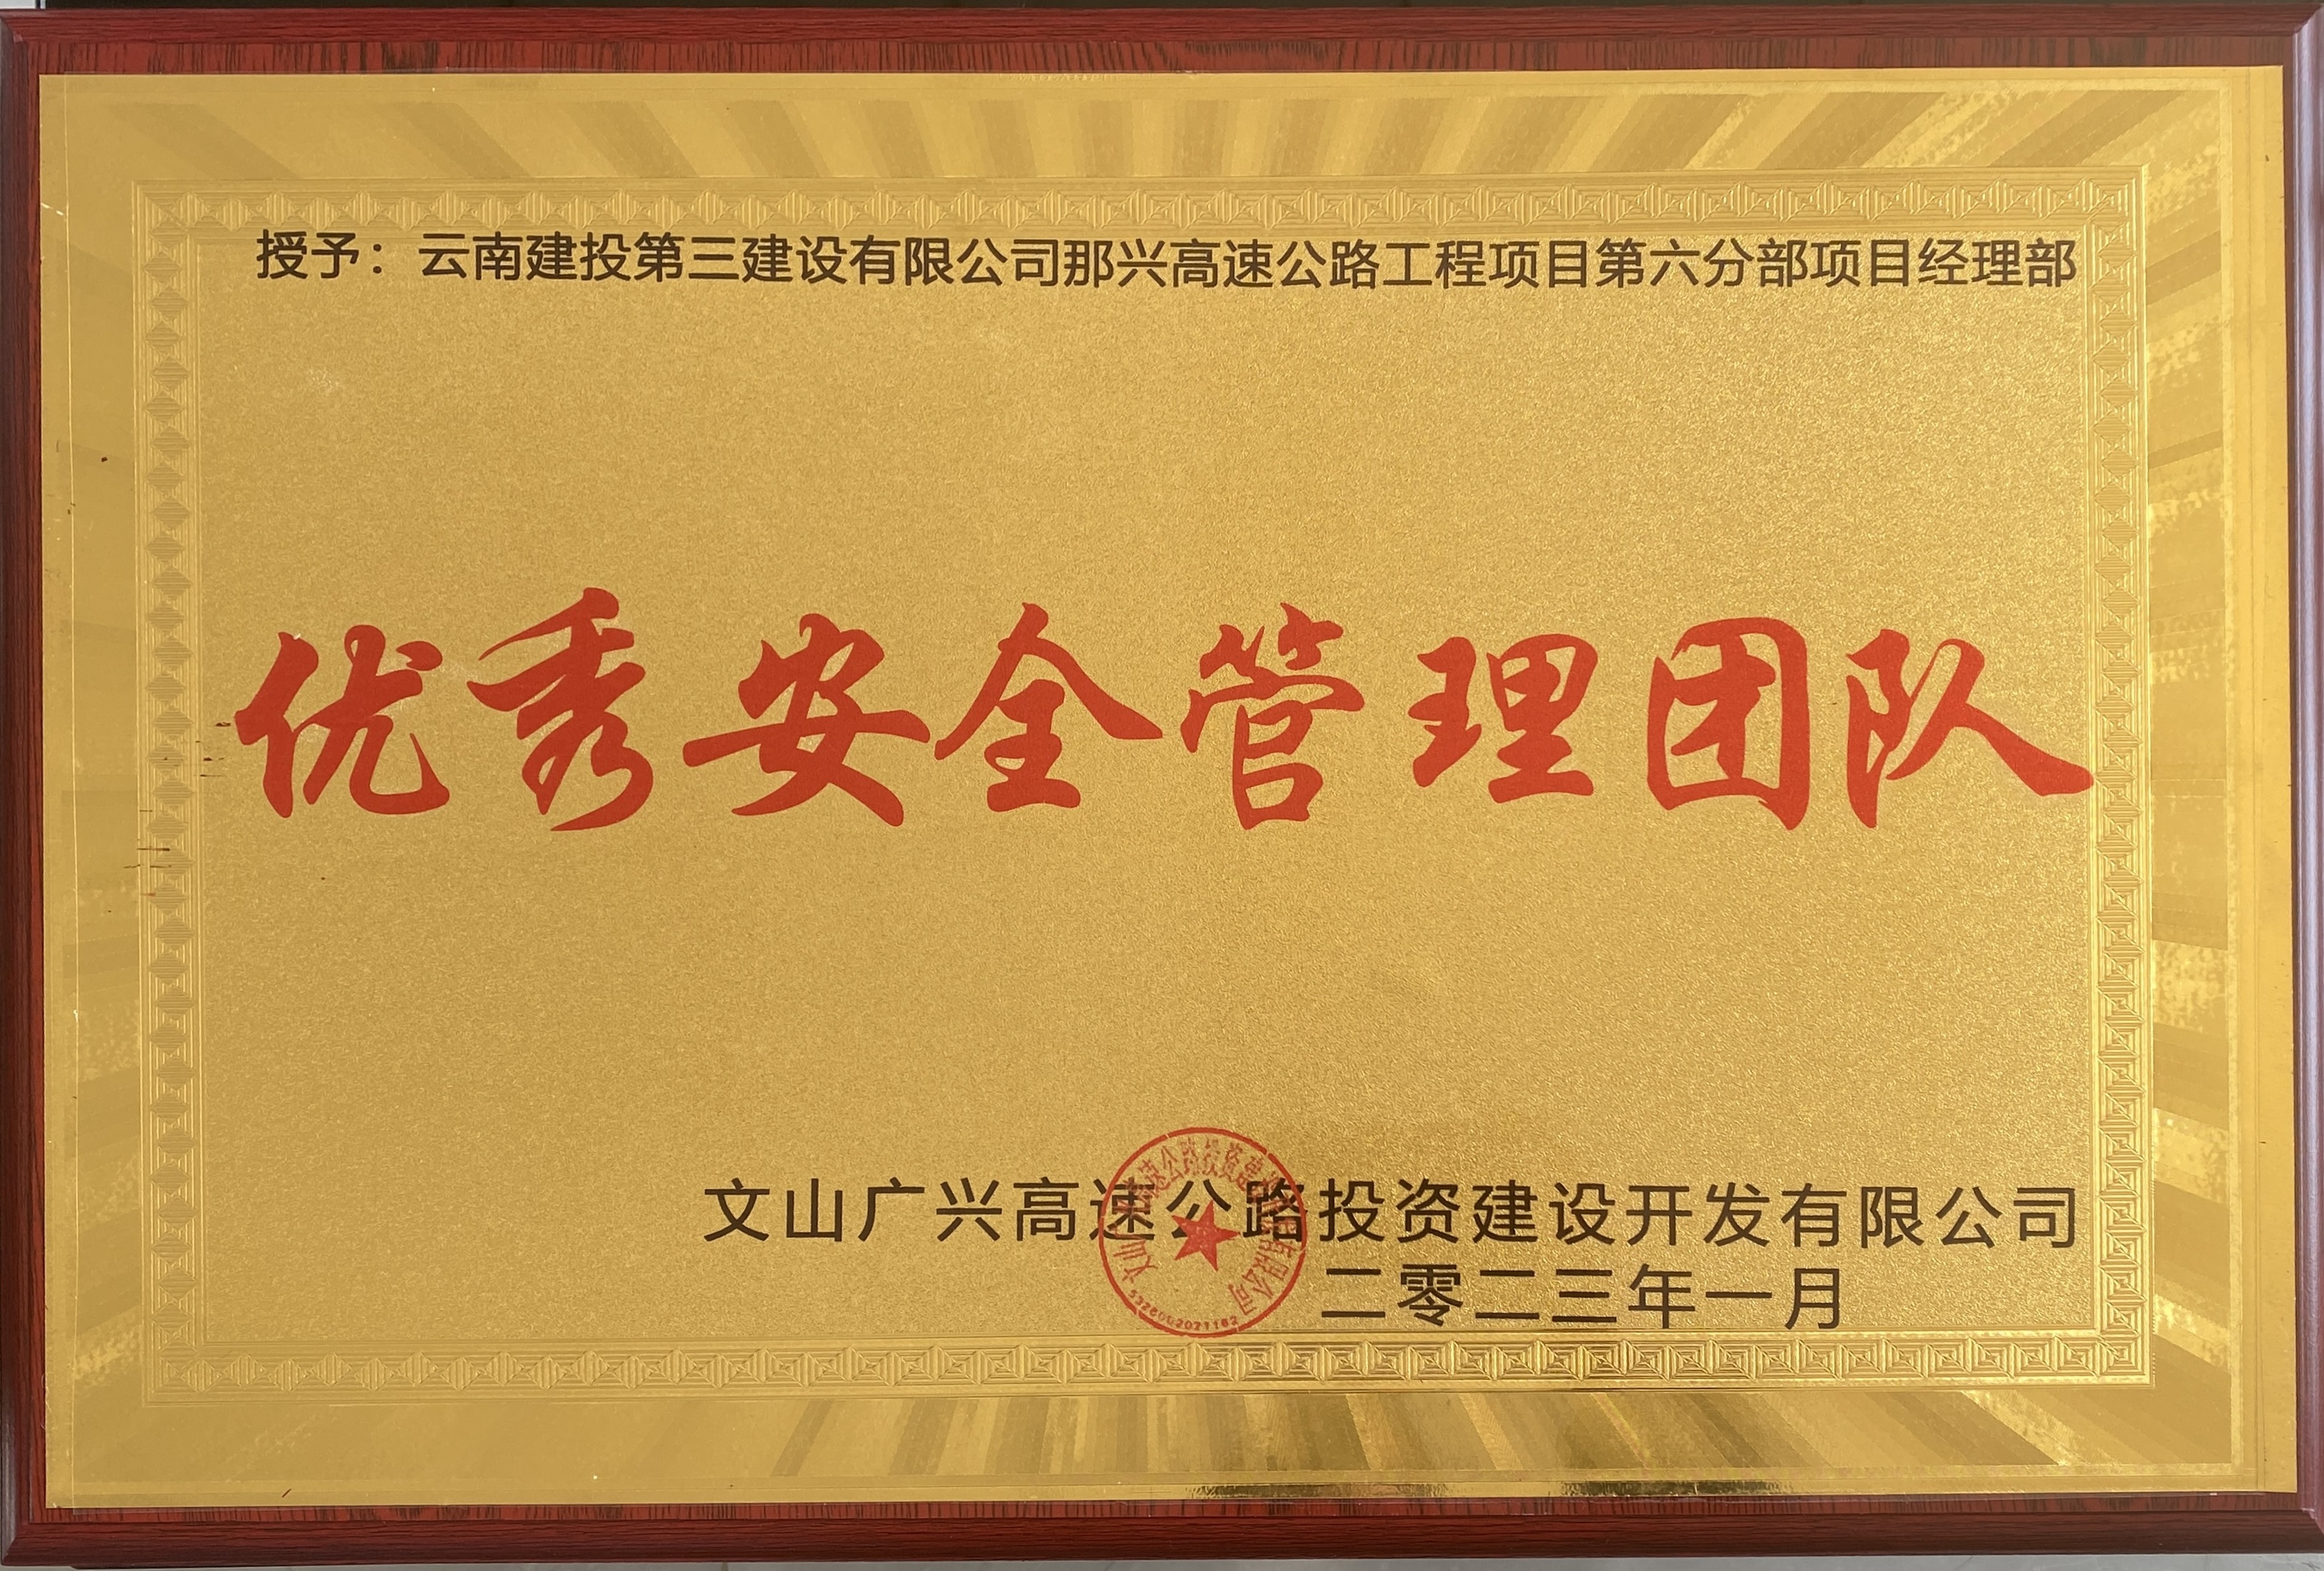 授予：云南建投第三建设有限公司那兴高速公路工程项目第六分部项目经理部
优秀安全管理团队
文山广兴高速公路投资建设开发有限公司
二零二三年一月